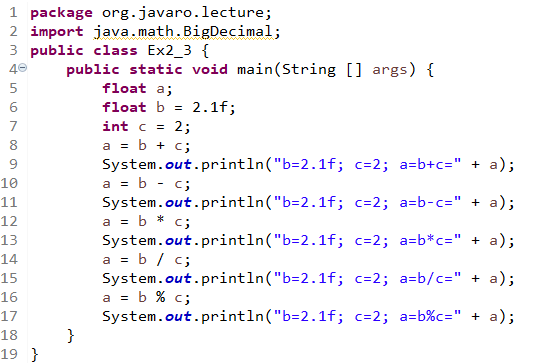 1 package org.javaro.lecture;
2 import java.math.BigDecimal;
3 public class Ex2_3 {
4 public static void main(String [] args) {
5 float a;
6 float b = 2.1f;
7 int c = 2;
8 a = b + c;
9 System.out.println("b=2.1f; c=2; a=b+c=" + a);
10 a = b - c;
11 System.out.println("b=2.1f; c=2; a=b-c=" + a);
12 a = b * c;
13 System.out.println("b=2.1f; c=2; a=b*c=" + a);
14 a = b / c;
15 System.out.println("b=2.1f; c=2; a=b/c=" + a);
16 a = b % c;
17 System.out.println("b=2.1f; c=2; a=b%c=" + a);
18 }
19 }